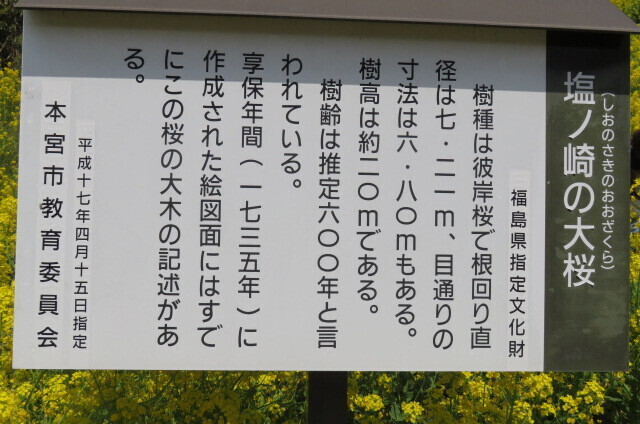 塩ノ崎の大桜
(しおのさきのおおざくら)
福島県指定文化財
樹種は彼岸桜で根回り直
径は七・二一m、目通りの
寸法は六・八〇mもある。
樹高は約二〇mである。
樹齢は推定六〇〇年と言
われている。
享保年間(一七三五年)に
作成された絵図面にはすで
にこの桜の大木の記述があ
る。
平成十七年四月十五日指定
本宮市教育委員会